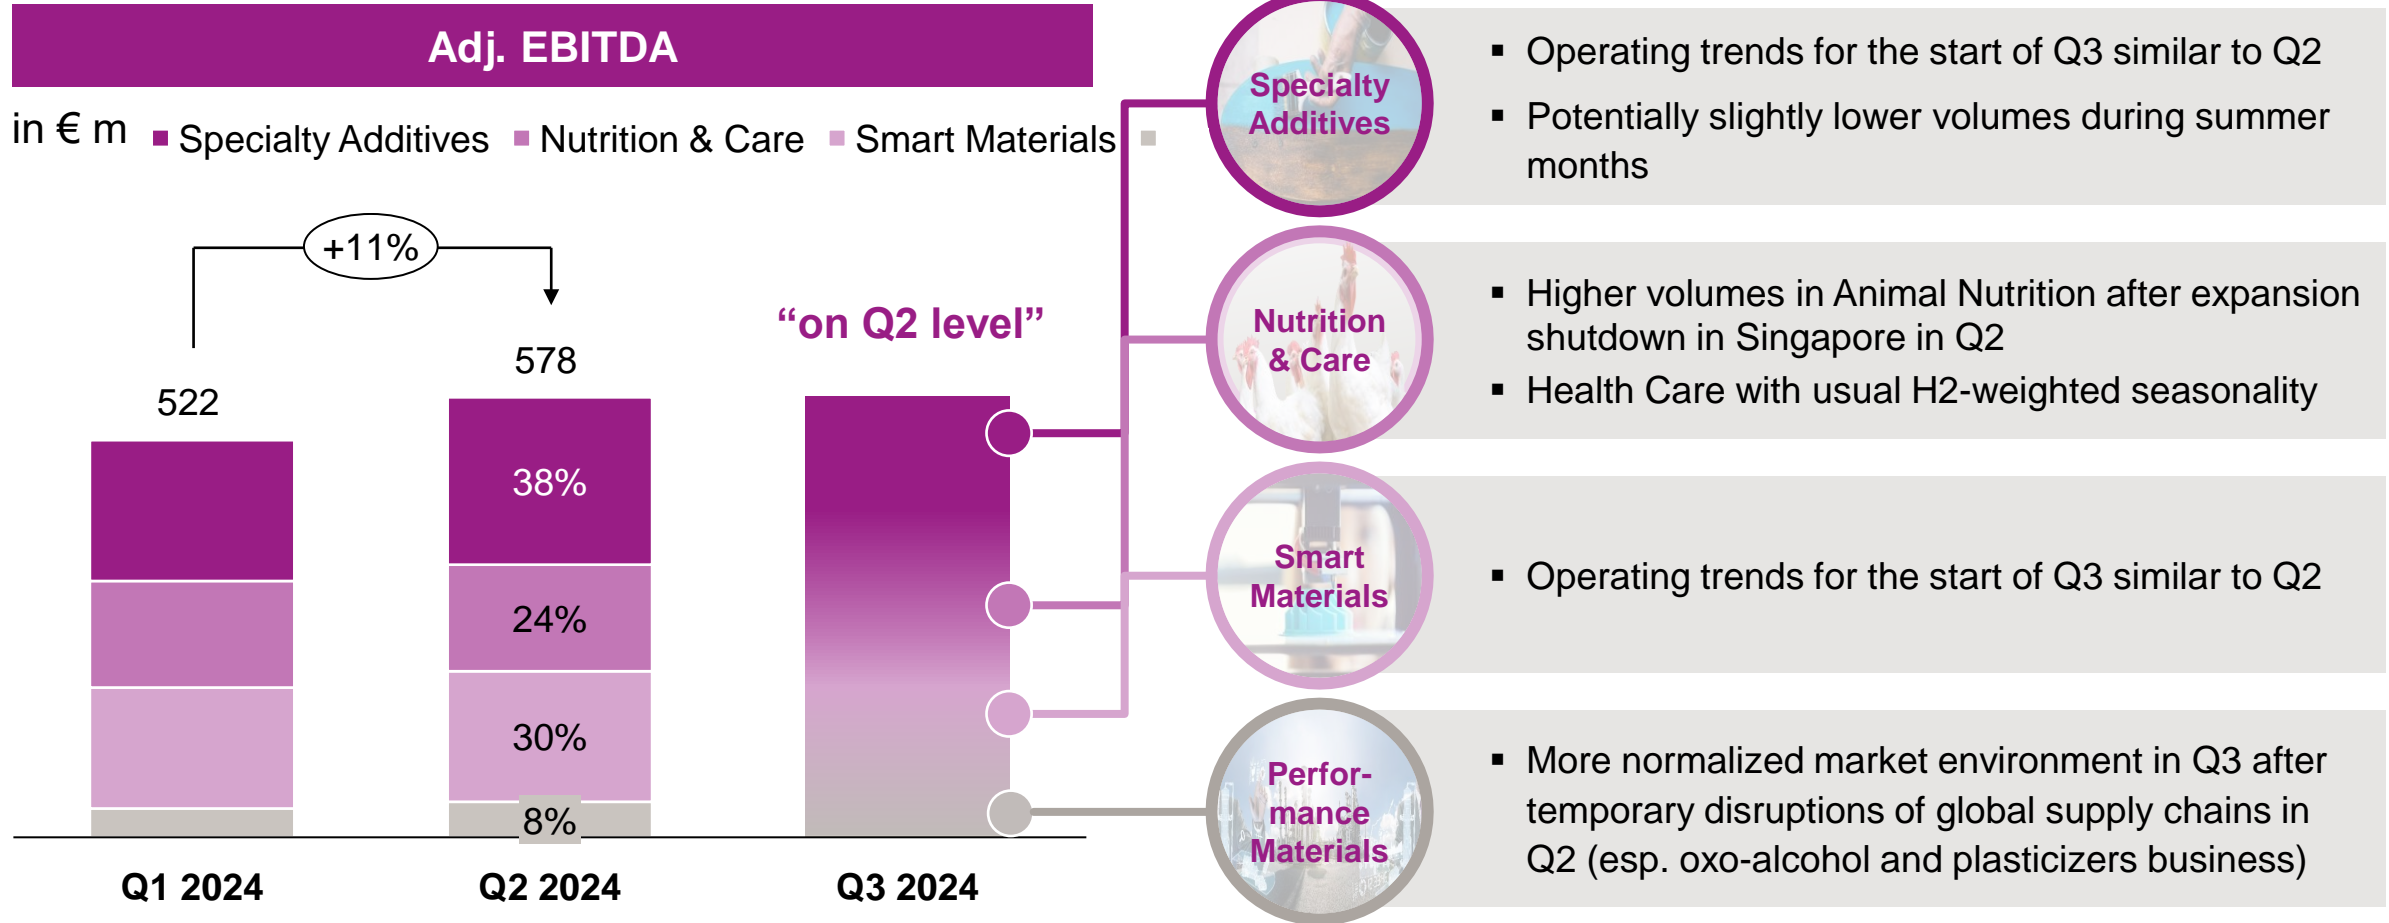 Adj. EBITDA
in € m
Specialty Additives
Nutrition & Care
Smart Materials
+11%
“on Q2 level”
522
578
38%
24%
30%
8%
Q1 2024
Q2 2024
Q3 2024
Specialty
Additives
▪ Operating trends for the start of Q3 similar to Q2
▪ Potentially slightly lower volumes during summer
months
Nutrition
& Care
▪ Higher volumes in Animal Nutrition after expansion
shutdown in Singapore in Q2
▪ Health Care with usual H2-weighted seasonality
Smart
Materials
▪ Operating trends for the start of Q3 similar to Q2
Perfor-
mance
Materials
▪ More normalized market environment in Q3 after
temporary disruptions of global supply chains in
Q2 (esp. oxo-alcohol and plasticizers business)